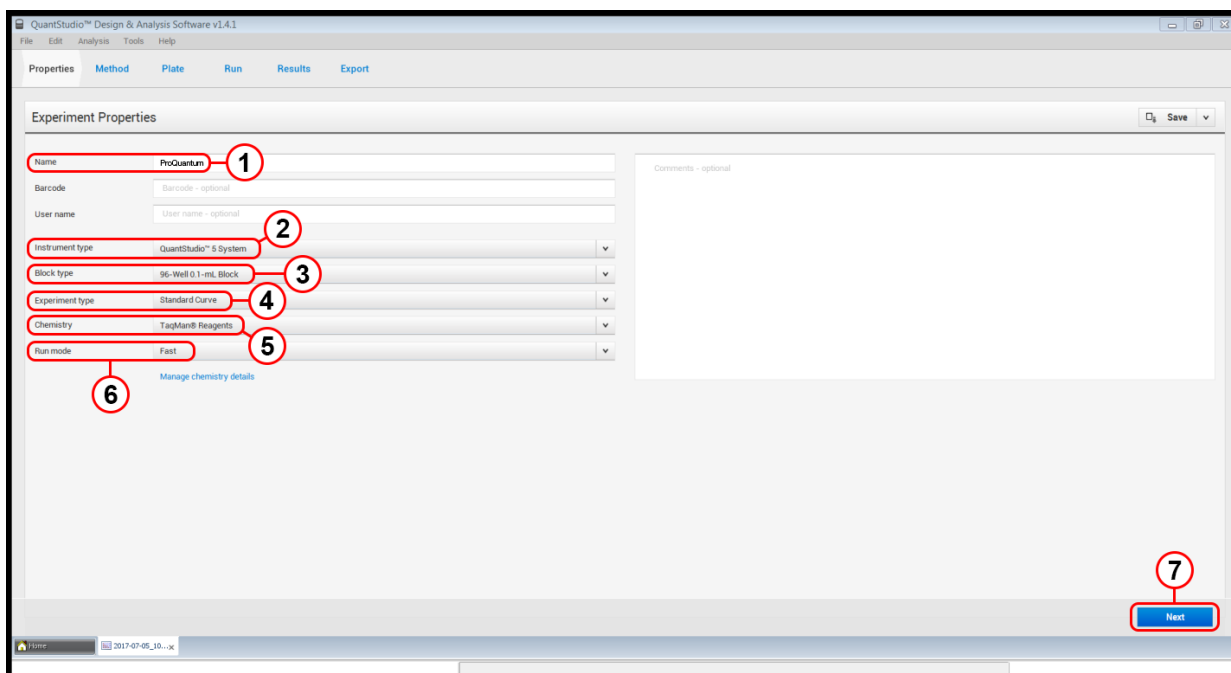 QuantStudio™ Design & Analysis Software v1.4.1
File Edit Analysis Tools Help
Properties Method Plate Run Results Export
Experiment Properties
Save
Name ProQuantum 1
Comments - optional
Barcode Barcode - optional
User name User name - optional
2
Instrument type QuantStudio™ 5 System
Block type 96-Well 0.1-mL Block 3
Experiment type Standard Curve 4
Chemistry TaqMan® Reagents
5
Run mode Fast
Manage chemistry details
6
7
Next
Home 2017-07-05_10...x